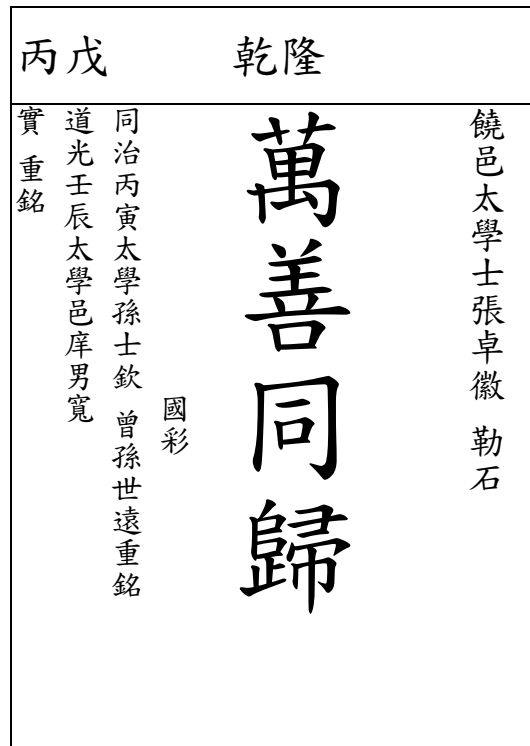 丙戊 乾隆
饒邑太學士張卓徽 勒石
萬善同歸
國彩
同治丙寅太學孫士欽 曾孫世遠重銘
道光壬辰太學邑庠男寬
實 重銘